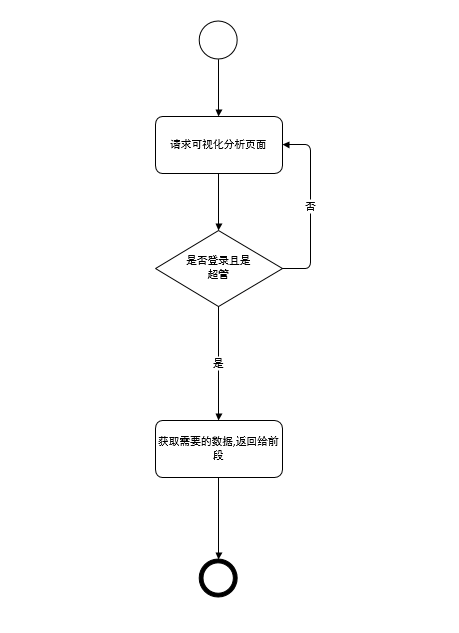 请求可视化分析页面
否
是否登录且是
超管
是
获取需要的数据,返回给前
段